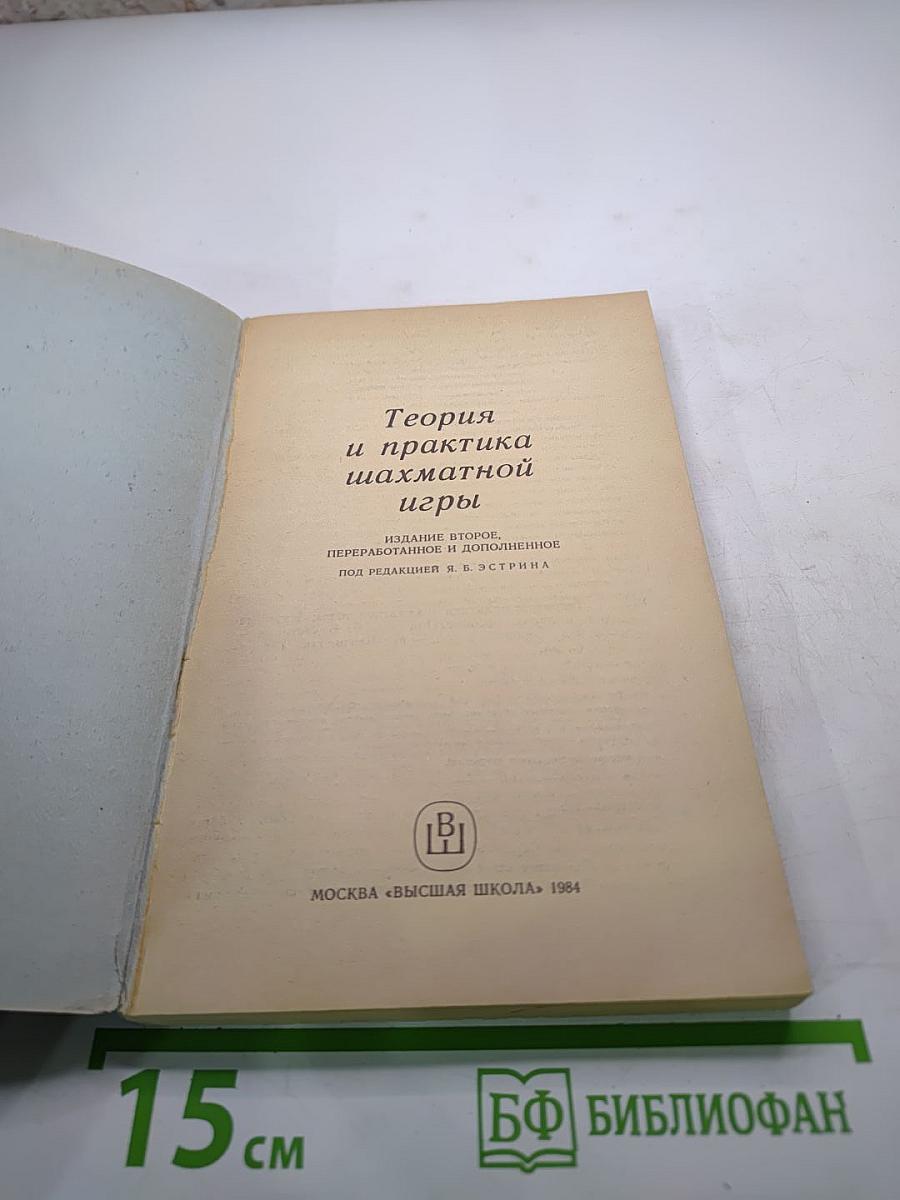 Теория
и практика
шахматной
игры
ИЗДАНИЕ ВТОРОЕ,
ПЕРЕРАБОТАННОЕ И ДОПОЛНЕННОЕ
ПОД РЕДАКЦИЕЙ Я. Б. ЭСТРИНА
ВШ
МОСКВА «ВЫСШАЯ ШКОЛА» 1984
15 см
БФ БИБЛИОФАН